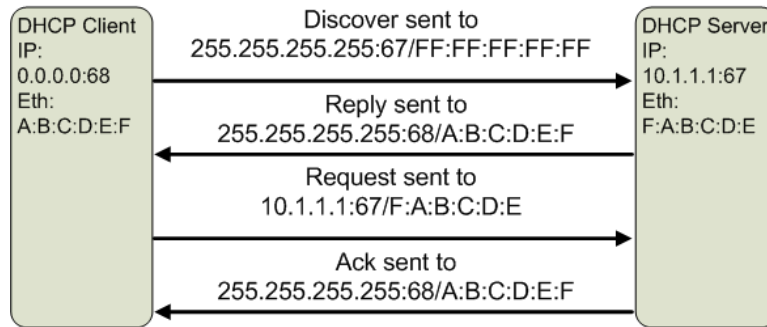 DHCP Client
IP:
0.0.0.0:68
Eth:
A:B:C:D:E:F
Discover sent to
255.255.255.255:67/FF:FF:FF:FF:FF
Reply sent to
255.255.255.255:68/A:B:C:D:E:F
Request sent to
10.1.1.1:67/F:A:B:C:D:E
Ack sent to
255.255.255.255:68/A:B:C:D:E:F
DHCP Server
IP:
10.1.1.1:67
Eth:
F:A:B:C:D:E